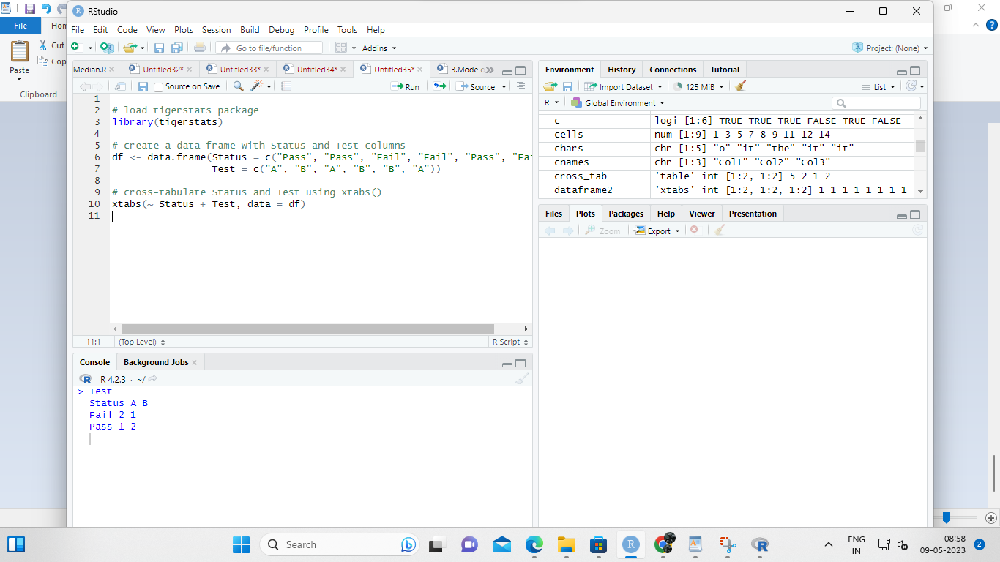 RStudio
File
Hon
File Edit Code View Plots Session Build Debug Profile Tools Help
Cut
Cop
Paste
Clipboard
Go to file/function
Addins
Project: (None)
Median.R
Untitled32*
Untitled33*
Untitled34*
Untitled35*
3.Mode c
Source on Save
Run
Source
1
2 # load tigerstats package
3 library(tigerstats)
4
5 # create a data frame with Status and Test columns
6 df <- data.frame(Status = c("Pass", "Pass", "Fail", "Fail", "Pass", "Fai
7 Test = c("A", "B", "A", "B", "B", "A"))
8
9 # cross-tabulate Status and Test using xtabs()
10 xtabs(~ Status + Test, data = df)
11
11:1 (Top Level) R Script
Console Background Jobs
R 4.2.3 · ~/
> Test
Status A B
Fail 2 1
Pass 1 2
Environment History Connections Tutorial
Import Dataset 125 MiB List
R Global Environment
c logi [1:6] TRUE TRUE TRUE FALSE TRUE FALSE
cells num [1:9] 1 3 5 7 8 9 11 12 14
chars chr [1:5] "o" "it" "the" "it" "it"
cnames chr [1:3] "Col1" "Col2" "Col3"
cross_tab 'table' int [1:2, 1:2] 5 2 1 2
dataframe2 'xtabs' int [1:2, 1:2, 1:2] 1 1 1 1 1 1 1 1
Files Plots Packages Help Viewer Presentation
Zoom Export
Search
ENG
IN
08:58
09-05-2023
2